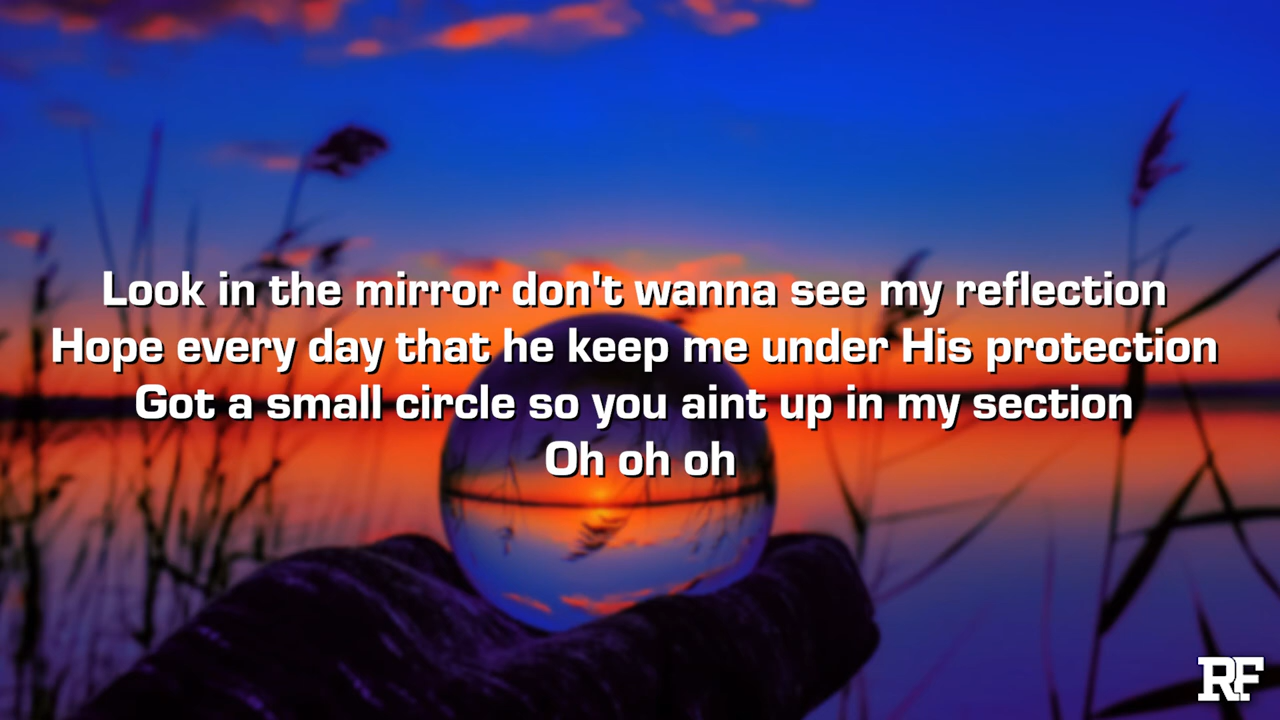 Look in the mirror don't wanna see my reflection
Hope every day that he keep me under His protection
Got a small circle so you aint up in my section
Oh oh oh
RF